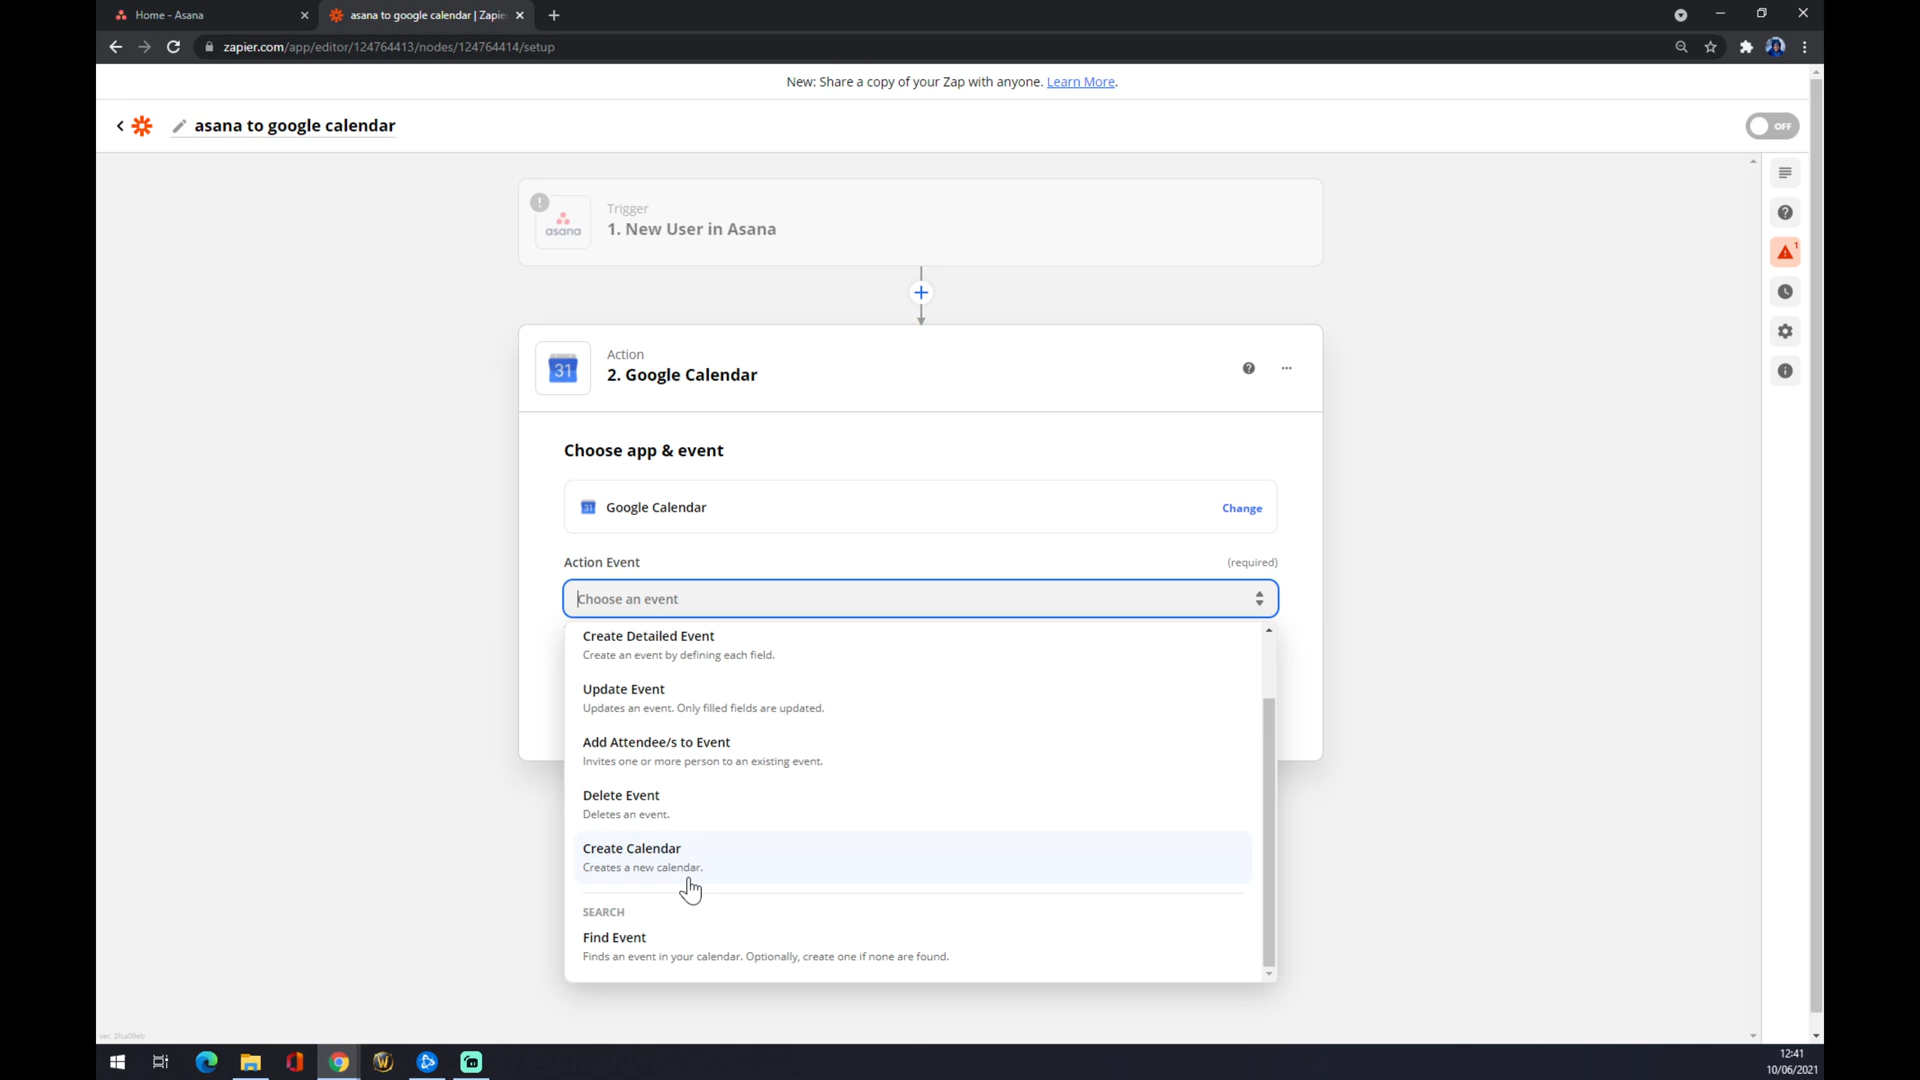 Home - Asana
asana to google calendar | Zapie
zapier.com/app/editor/124764413/nodes/124764414/setup
New: Share a copy of your Zap with anyone. Learn More.
asana to google calendar
OFF
asana
Trigger
1. New User in Asana
1
31
Action
2. Google Calendar
Choose app & event
31
Google Calendar
Change
Action Event
(required)
Choose an event
Create Detailed Event
Create an event by defining each field.
Update Event
Updates an event. Only filled fields are updated.
Add Attendee/s to Event
Invites one or more person to an existing event.
Delete Event
Deletes an event.
Create Calendar
Creates a new calendar.
SEARCH
Find Event
Finds an event in your calendar. Optionally, create one if none are found.
12:41
10/06/2021